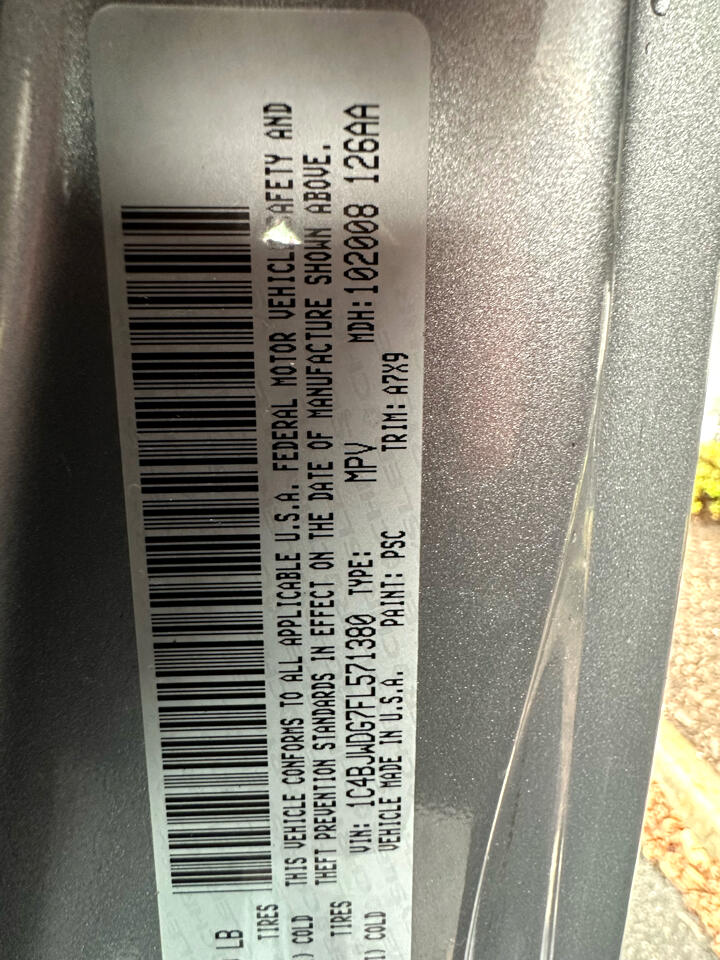 LB
TIRES
) COLD
THIS VEHICLE CONFORMS TO ALL APPLICABLE U.S.A. FEDERAL MOTOR VEHICLE SAFETY AND
THEFT PREVENTION STANDARDS IN EFFECT ON THE DATE OF MANUFACTURE SHOWN ABOVE.
TIRES
VIN: 1C4BJWDG7FL571380 TYPE: MPV MDH: 102008 126AA
) COLD
VEHICLE MADE IN U.S.A. PAINT: PSC TRIM: A7X9